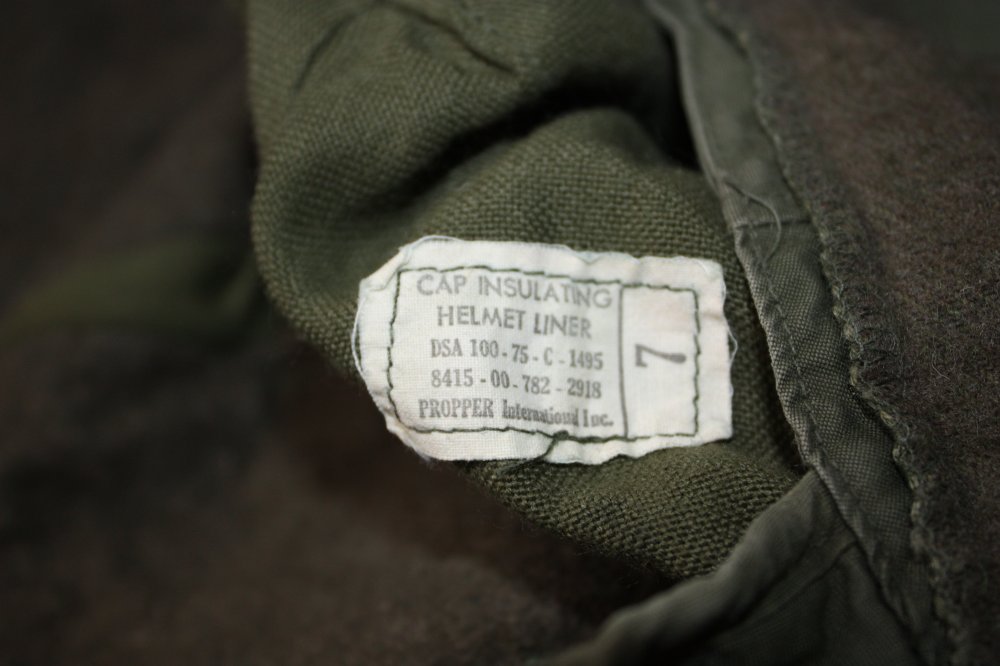 CAP INSULATING
HELMET LINER
DSA 100-75-C-1495
8415-00-782-2918
PROPPER International Inc.
7